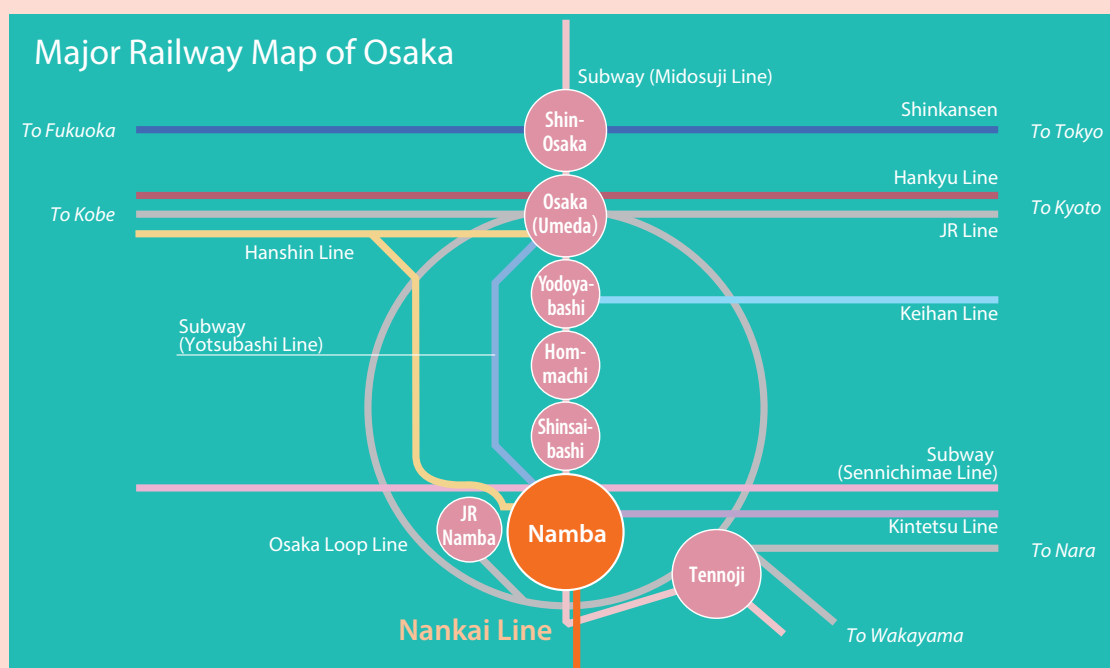 Major Railway Map of Osaka
Subway (Midosuji Line)
Shinkansen
To Fukuoka
Shin-
Osaka
To Tokyo
Hankyu Line
To Kobe
Osaka
(Umeda)
To Kyoto
JR Line
Hanshin Line
Yodoya-
bashi
Keihan Line
Subway
(Yotsubashi Line)
Hom-
machi
Shinsai-
bashi
Subway
(Sennichimae Line)
JR
Namba
Namba
Kintetsu Line
Osaka Loop Line
To Nara
Tennoji
Nankai Line
To Wakayama